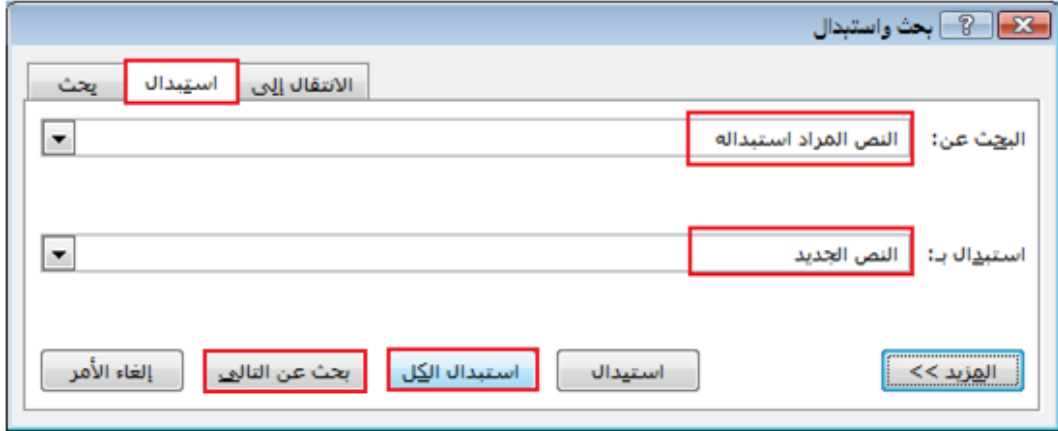 بحث واستبدال
الانتقال إلى استبدال بحث
البحث عن: النص المراد استبداله
استبدال بـ: النص الجديد
المزيد >> استبدال استبدال الكل بحث عن التالي إلغاء الأمر